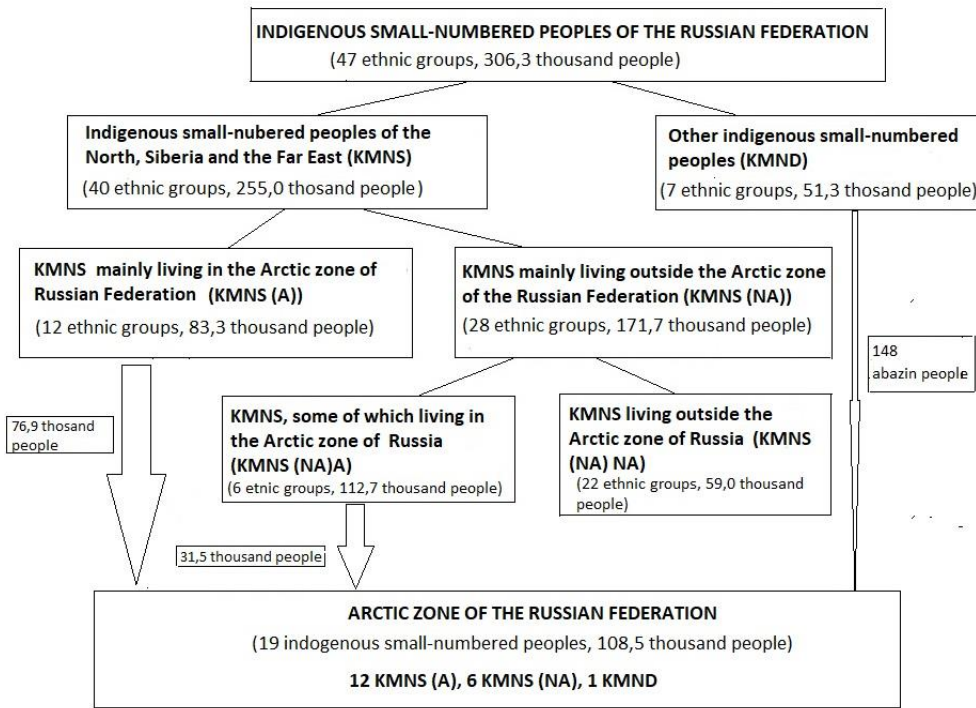 INDIGENOUS SMALL-NUMBERED PEOPLES OF THE RUSSIAN FEDERATION
(47 ethnic groups, 306,3 thousand people)
Indigenous small-nubered peoples of the
North, Siberia and the Far East (KMNS)
(40 ethnic groups, 255,0 thosand people)
Other indigenous small-numbered
peoples (KMND)
(7 ethnic groups, 51,3 thousand people)
KMNS mainly living in the Arctic zone of
Russian Federation (KMNS (A))
(12 ethnic groups, 83,3 thousand people)
KMNS mainly living outside the Arctic zone
of the Russian Federation (KMNS (NA))
(28 ethnic groups, 171,7 thousand people)
148
abazin people
76,9 thosand
people
KMNS, some of which living in
the Arctic zone of Russia
(KMNS (NA)A)
(6 etnic groups, 112,7 thousand people)
KMNS living outside the
Arctic zone of Russia (KMNS
(NA) NA)
(22 ethnic groups, 59,0 thousand
people)
31,5 thousand people
ARCTIC ZONE OF THE RUSSIAN FEDERATION
(19 indogenous small-numbered peoples, 108,5 thousand people)
12 KMNS (A), 6 KMNS (NA), 1 KMND